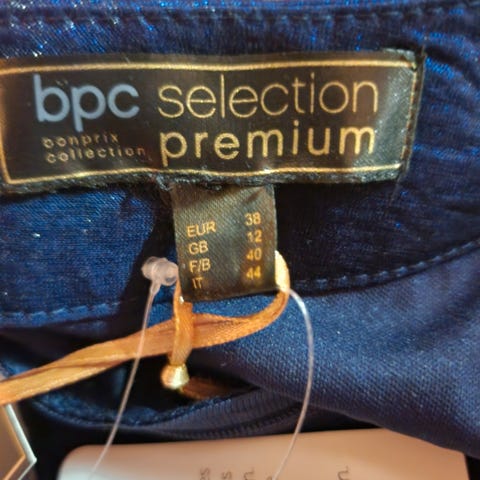 bpc selection
bonprix premium
collection
EUR 38
GB 12
F/B 40
IT 44